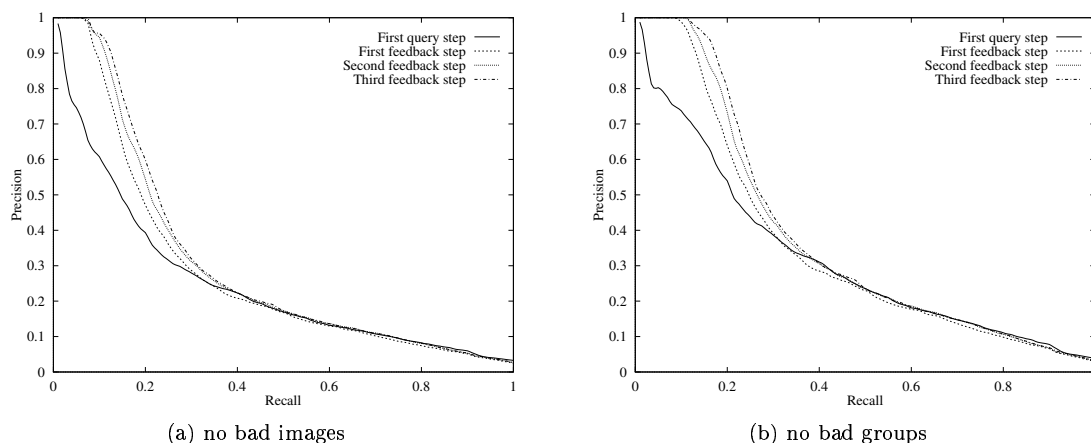 1
0.9
0.8
0.7
0.6
0.5
0.4
0.3
0.2
0.1
0
Precision
First query step
First feedback step
Second feedback step
Third feedback step
0 0.2 0.4 0.6 0.8 1
Recall
(a) no bad images
1
0.9
0.8
0.7
0.6
0.5
0.4
0.3
0.2
0.1
0
Precision
First query step
First feedback step
Second feedback step
Third feedback step
0 0.2 0.4 0.6 0.8
Recall
(b) no bad groups